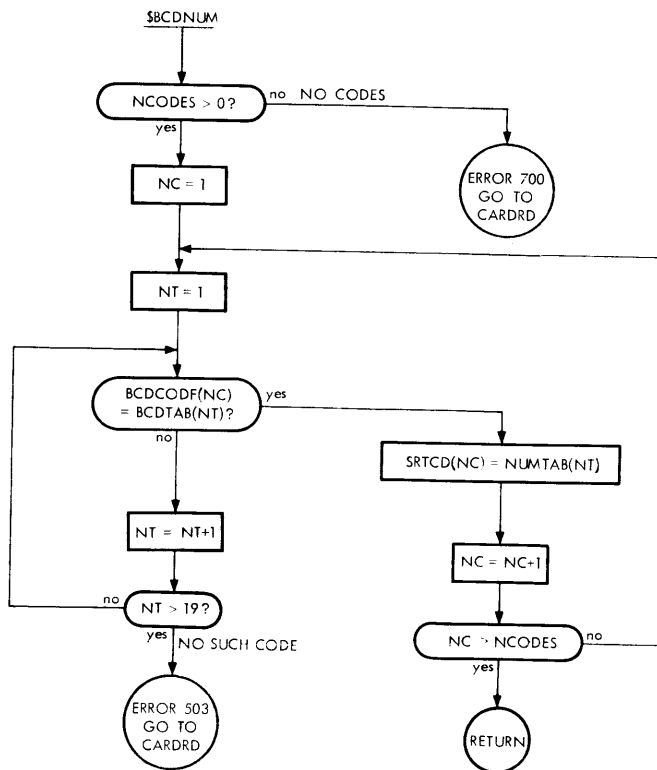 $BCDNUM
NCODES > 0?
no NO CODES
yes
NC = 1
ERROR 700
GO TO
CARDRD
NT = 1
BCDCODF(NC)
= BCDTAB(NT)?
yes
no
SRTCD(NC) = NUMTAB(NT)
NT = NT+1
NC = NC+1
no
NT > 19?
yes
NO SUCH CODE
NC > NCODES
no
yes
ERROR 503
GO TO
CARDRD
RETURN